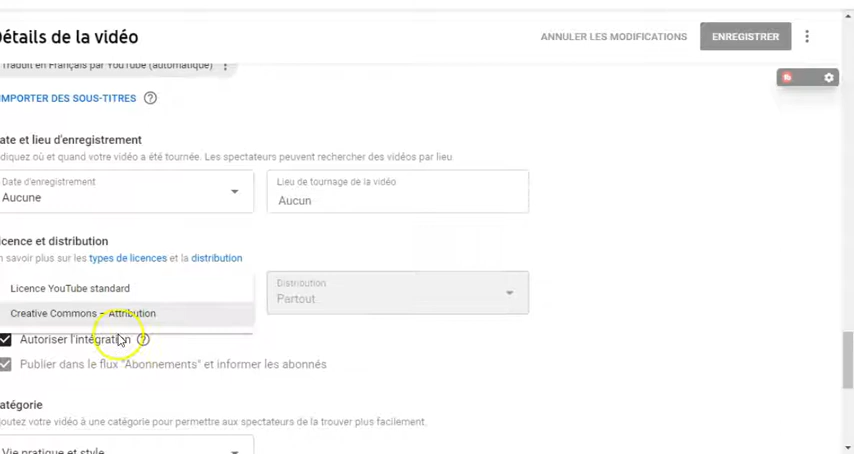 étails de la vidéo
ANNULER LES MODIFICATIONS
ENREGISTRER
Traduit en Français par YouTube (automatique)
IMPORTER DES SOUS-TITRES
ate et lieu d'enregistrement
diquez où et quand votre vidéo a été tournée. Les spectateurs peuvent rechercher des vidéos par lieu
Date d'enregistrement
Aucune
Lieu de tournage de la vidéo
Aucun
icence et distribution
n savoir plus sur les types de licences et la distribution
Licence YouTube standard
Creative Commons – Attribution
Distribution
Partout
Autoriser l'intégration
Publier dans le flux "Abonnements" et informer les abonnés
atégorie
joutez votre vidéo à une catégorie pour permettre aux spectateurs de la trouver plus facilement.
Vie pratique et style